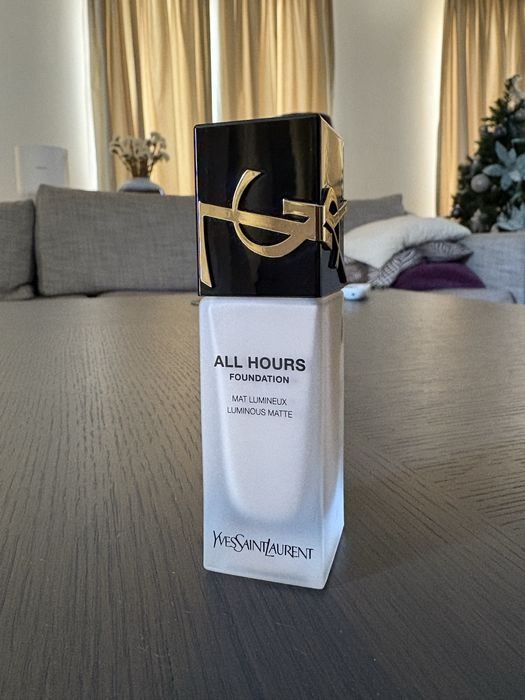 ALL HOURS
FOUNDATION
MAT LUMINEUX
LUMINOUS MATTE
YVESSAINTLAURENT